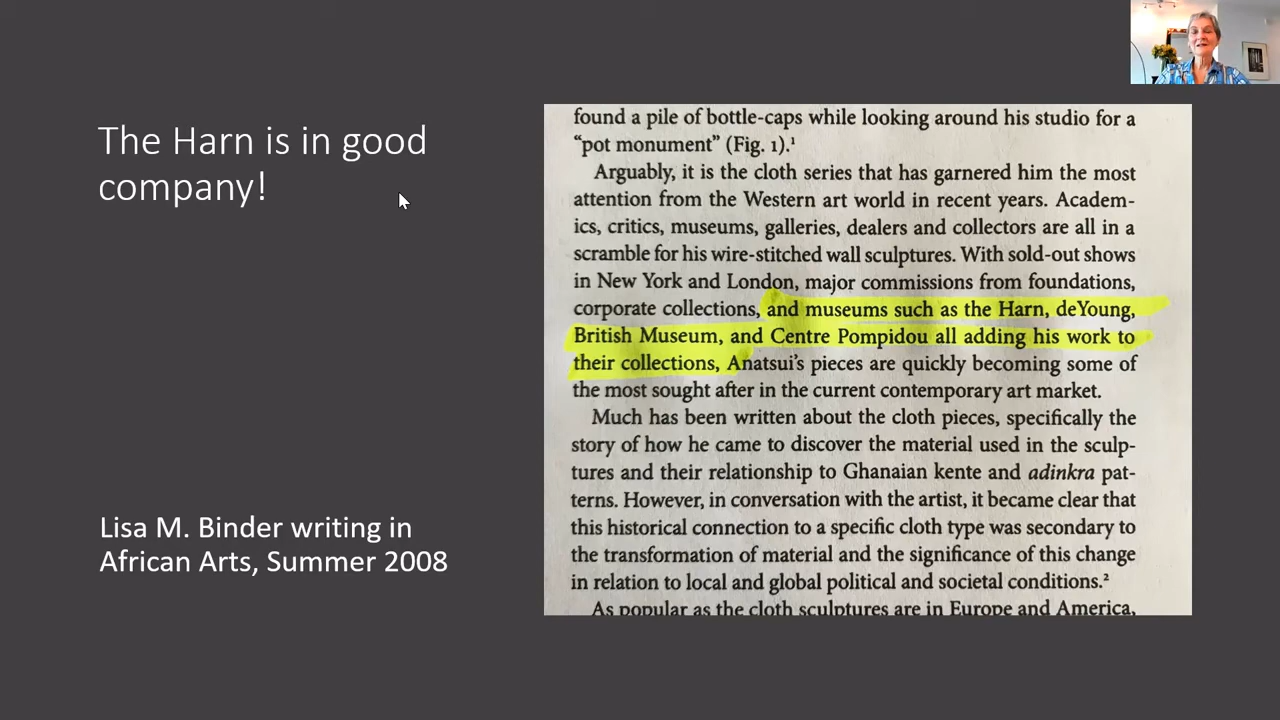 The Harn is in good
company!
Lisa M. Binder writing in
African Arts, Summer 2008
found a pile of bottle-caps while looking around his studio for a
“pot monument” (Fig. 1).¹
Arguably, it is the cloth series that has garnered him the most
attention from the Western art world in recent years. Academ-
ics, critics, museums, galleries, dealers and collectors are all in a
scramble for his wire-stitched wall sculptures. With sold-out shows
in New York and London, major commissions from foundations,
corporate collections, and museums such as the Harn, deYoung,
British Museum, and Centre Pompidou all adding his work to
their collections, Anatsui’s pieces are quickly becoming some of
the most sought after in the current contemporary art market.
Much has been written about the cloth pieces, specifically the
story of how he came to discover the material used in the sculp-
tures and their relationship to Ghanaian kente and adinkra pat-
terns. However, in conversation with the artist, it became clear that
this historical connection to a specific cloth type was secondary to
the transformation of material and the significance of this change
in relation to local and global political and societal conditions.²
As popular as the cloth sculptures are in Europe and America,